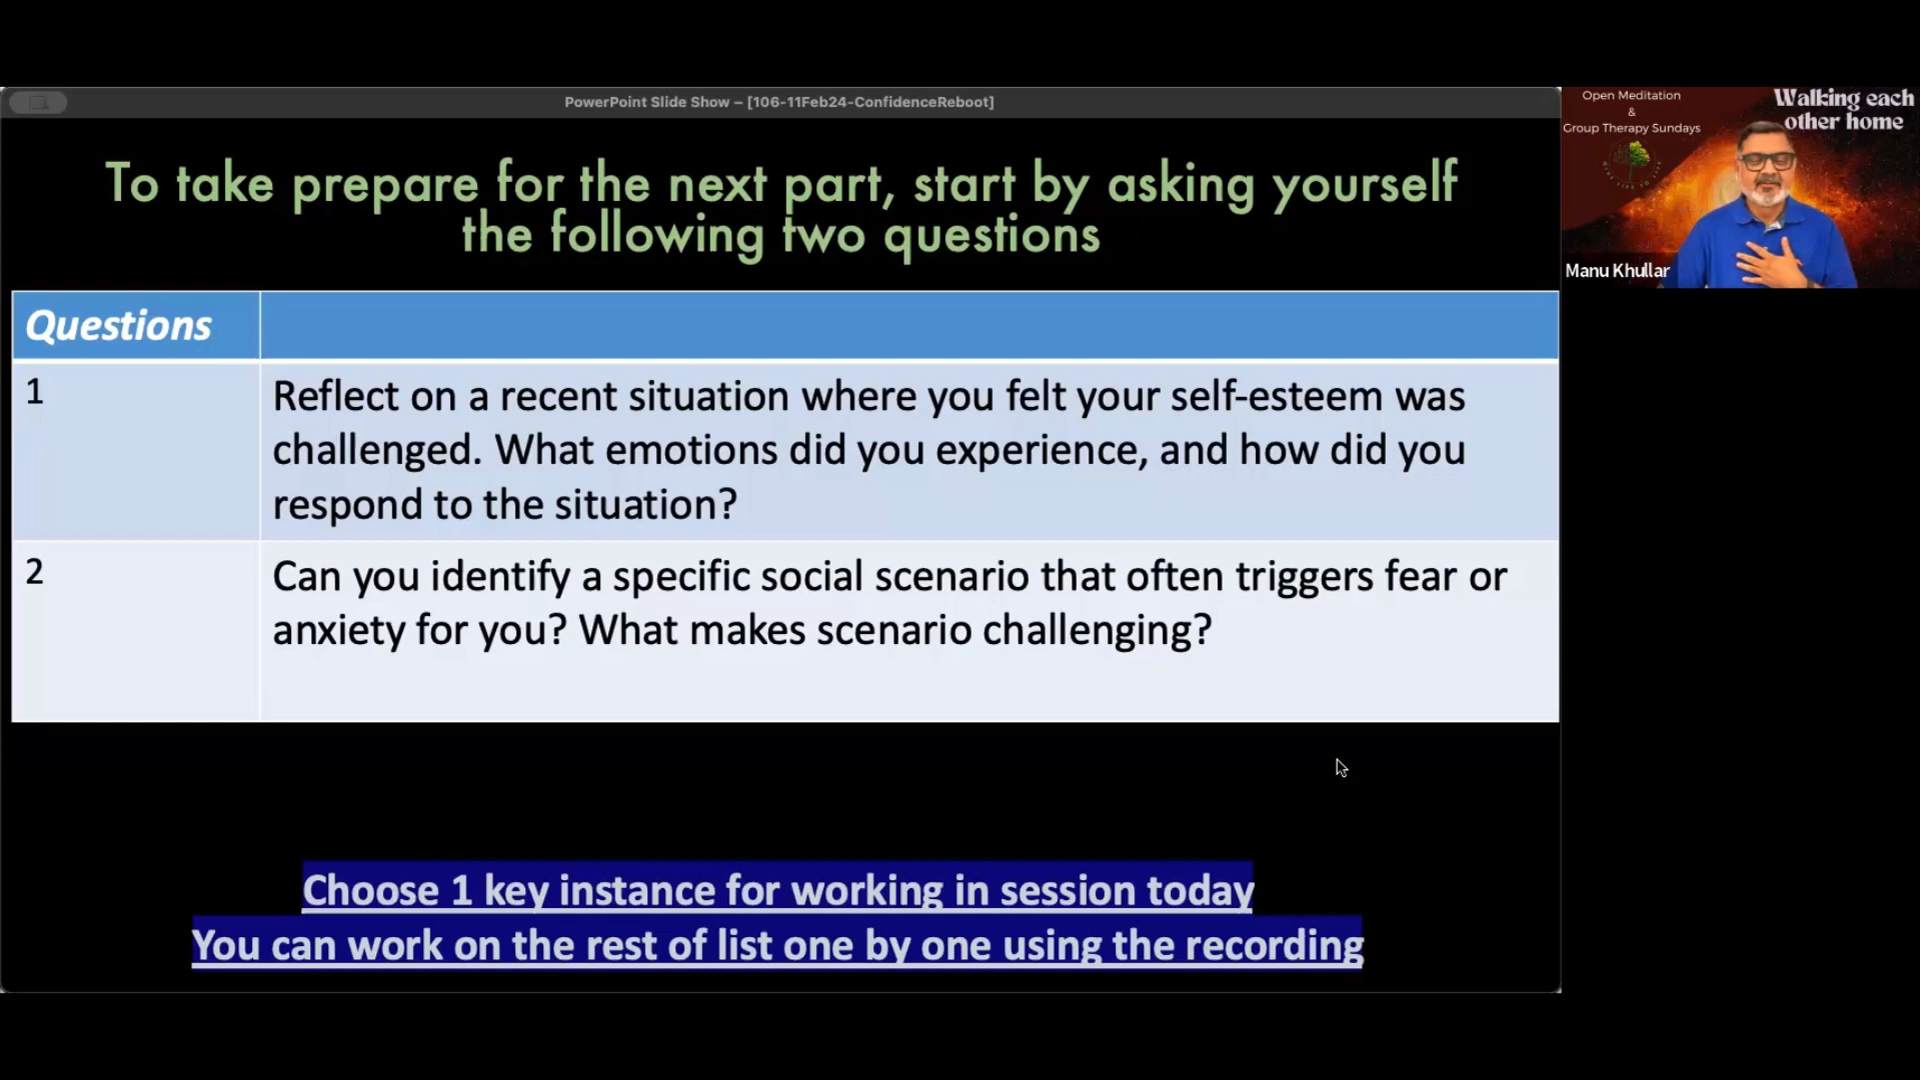 PowerPoint Slide Show – [106-11Feb24-ConfidenceReboot]
To take prepare for the next part, start by asking yourself
the following two questions
Questions
1
Reflect on a recent situation where you felt your self-esteem was
challenged. What emotions did you experience, and how did you
respond to the situation?
2
Can you identify a specific social scenario that often triggers fear or
anxiety for you? What makes scenario challenging?
Choose 1 key instance for working in session today
You can work on the rest of list one by one using the recording
Open Meditation
&
Group Therapy Sundays
Walking each
other home
Manu Khullar